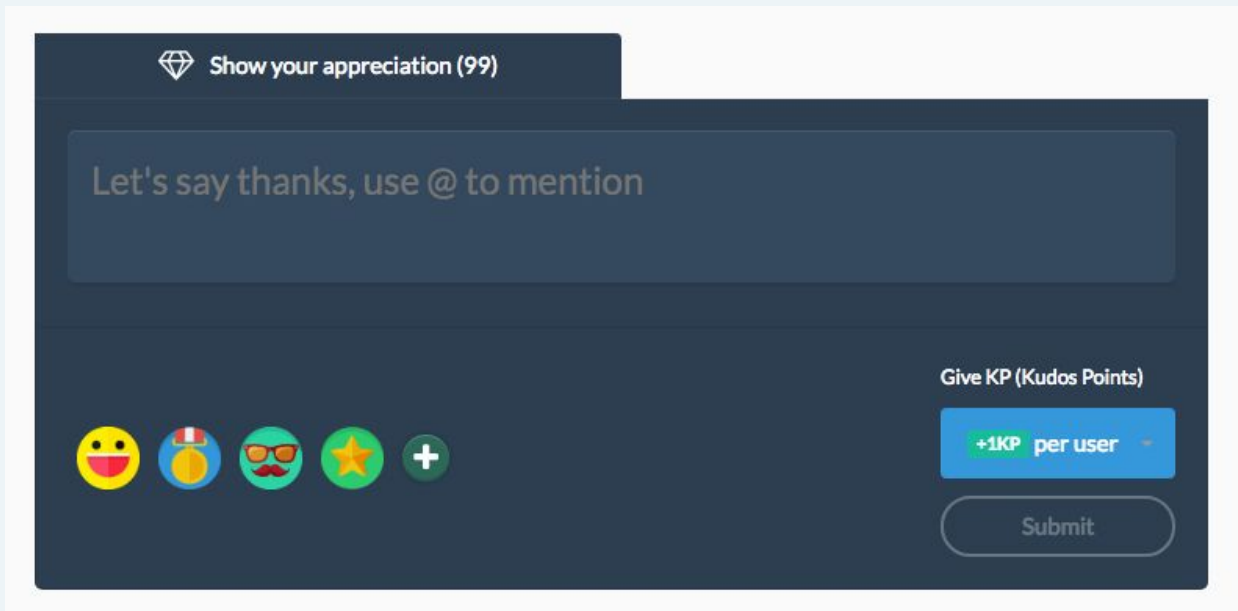 Show your appreciation (99)
Let's say thanks, use @ to mention
Give KP (Kudos Points)
+1KP per user
Submit